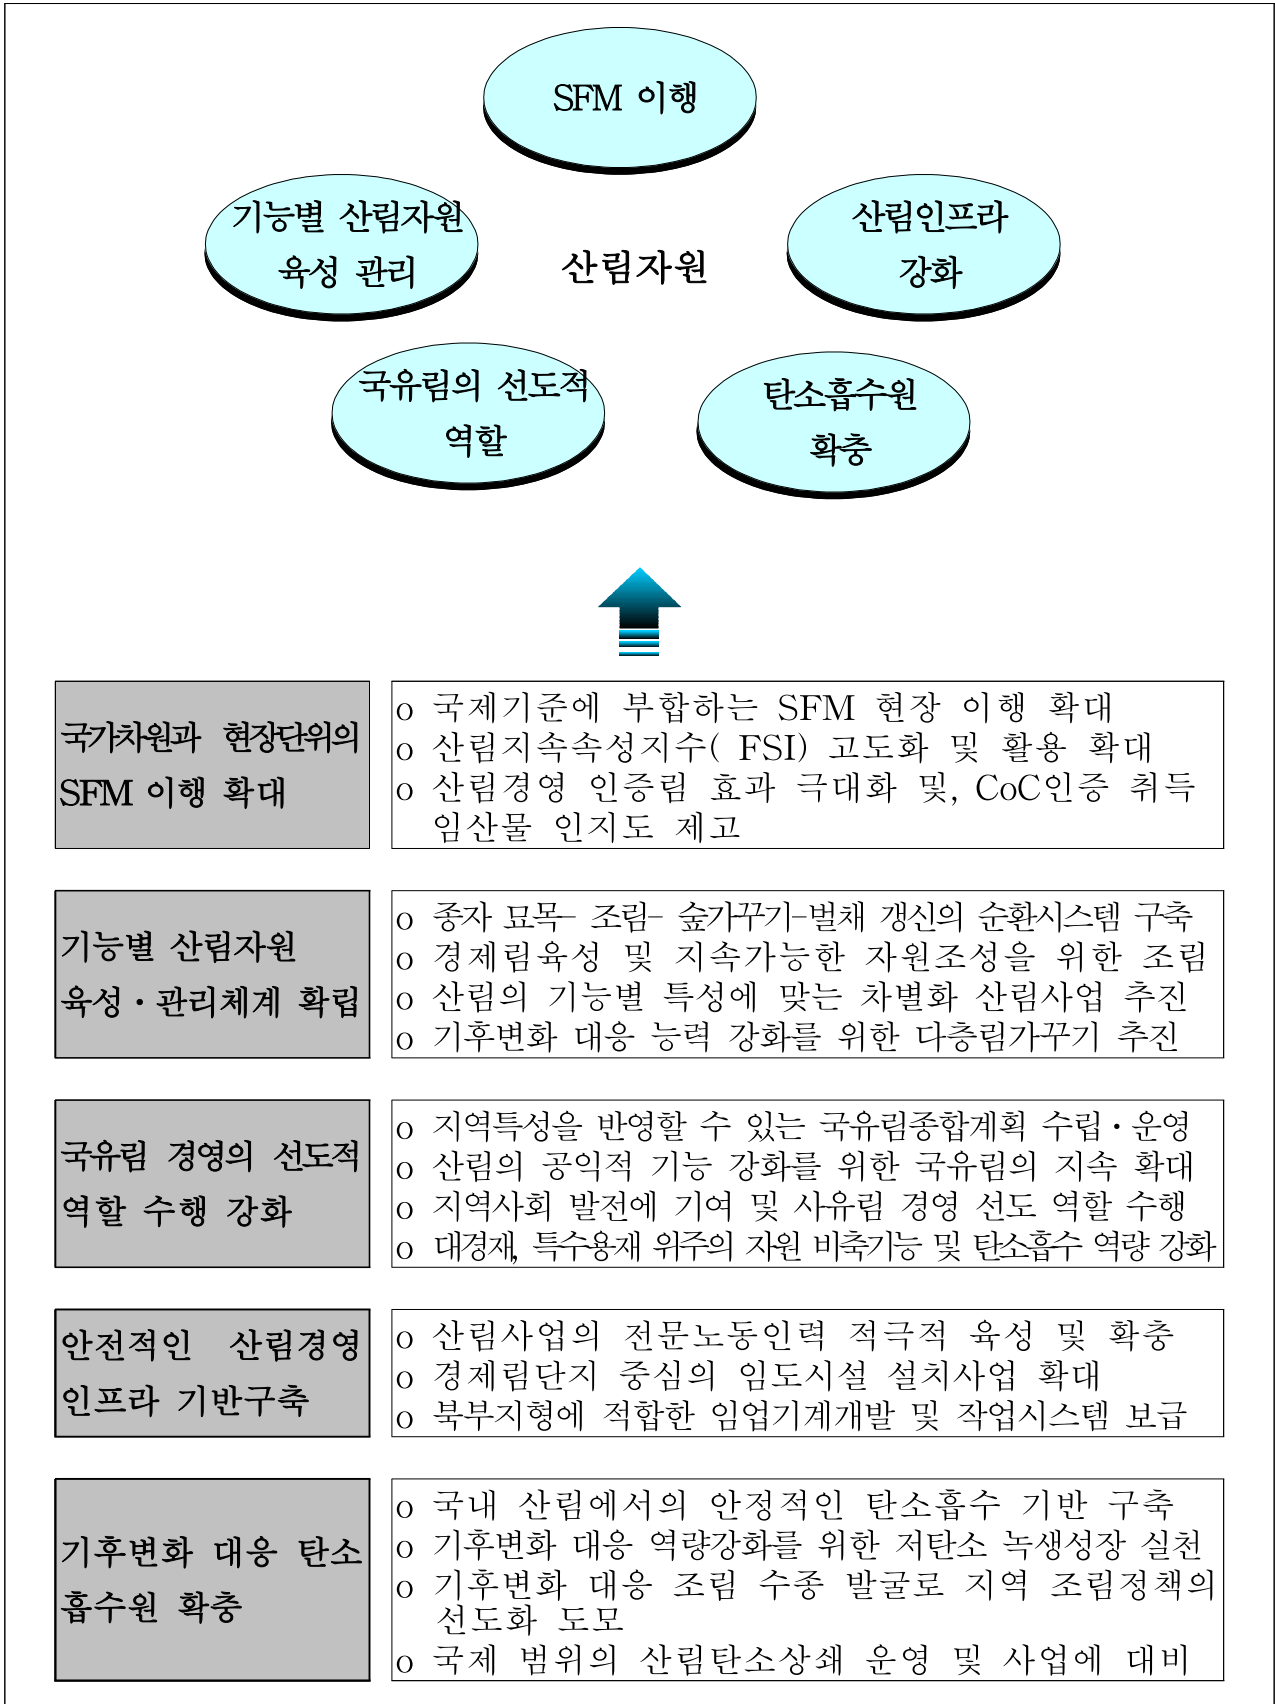 SFM 이행
기능별 산림자원
육성 관리
산림자원
산림인프라
강화
국유림의 선도적
역할
탄소흡수원
확충
국가차원과 현장단위의
SFM 이행 확대
o 국제기준에 부합하는 SFM 현장 이행 확대
o 산림지속속성지수( FSI) 고도화 및 활용 확대
o 산림경영 인증림 효과 극대화 및, CoC인증 취득
임산물 인지도 제고
기능별 산림자원
육성·관리체계 확립
o 종자 묘목- 조림- 숲가꾸기-벌채 갱신의 순환시스템 구축
o 경제림육성 및 지속가능한 자원조성을 위한 조림
o 산림의 기능별 특성에 맞는 차별화 산림사업 추진
o 기후변화 대응 능력 강화를 위한 다층림가꾸기 추진
국유림 경영의 선도적
역할 수행 강화
o 지역특성을 반영할 수 있는 국유림종합계획 수립·운영
o 산림의 공익적 기능 강화를 위한 국유림의 지속 확대
o 지역사회 발전에 기여 및 사유림 경영 선도 역할 수행
o 대경재, 특수용재 위주의 자원 비축기능 및 탄소흡수 역량 강화
안전적인 산림경영
인프라 기반구축
o 산림사업의 전문노동인력 적극적 육성 및 확충
o 경제림단지 중심의 임도시설 설치사업 확대
o 북부지형에 적합한 임업기계개발 및 작업시스템 보급
기후변화 대응 탄소
흡수원 확충
o 국내 산림에서의 안정적인 탄소흡수 기반 구축
o 기후변화 대응 역량강화를 위한 저탄소 녹생성장 실천
o 기후변화 대응 조림 수종 발굴로 지역 조림정책의
선도화 도모
o 국제 범위의 산림탄소상쇄 운영 및 사업에 대비